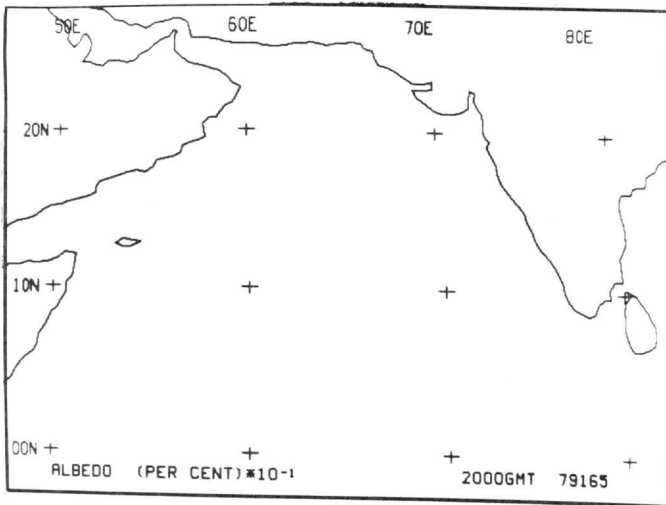 50E 60E 70E 80E
20N
10N
00N
ALBEDO (PER CENT)*10-1 2000GMT 79165